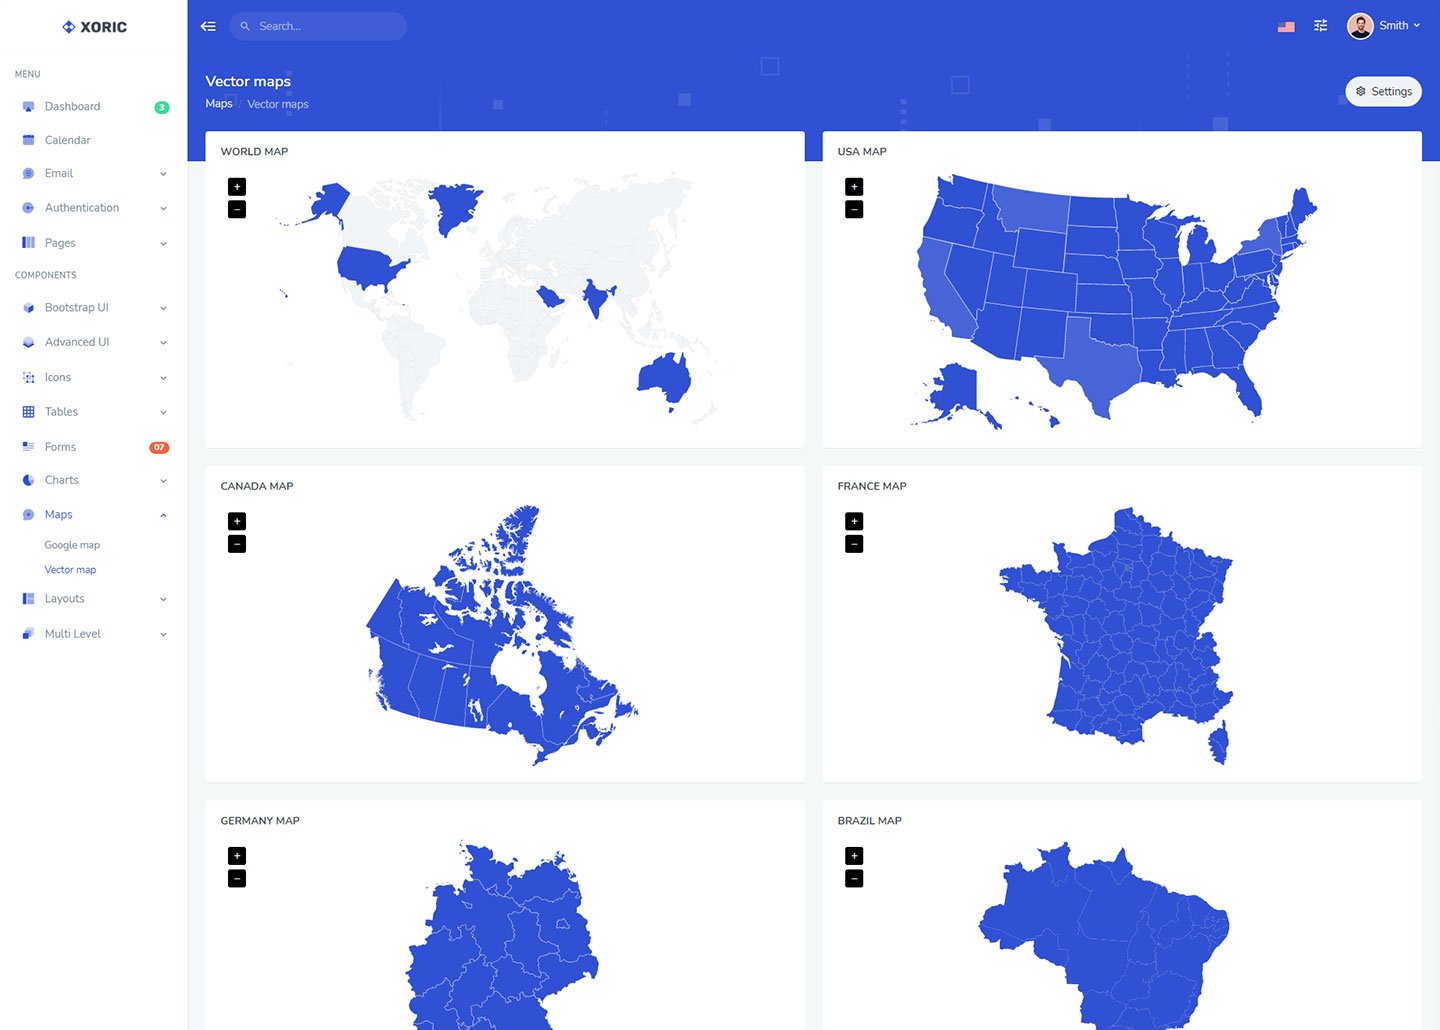 XORIC
MENU
Dashboard 3
Calendar
Email
Authentication
Pages
COMPONENTS
Bootstrap UI
Advanced UI
Icons
Tables
Forms 07
Charts
Maps
Google map
Vector map
Layouts
Multi Level
Search...
Smith
Vector maps
Maps / Vector maps
Settings
WORLD MAP
+
−
USA MAP
+
−
CANADA MAP
+
−
FRANCE MAP
+
−
GERMANY MAP
+
−
BRAZIL MAP
+
−